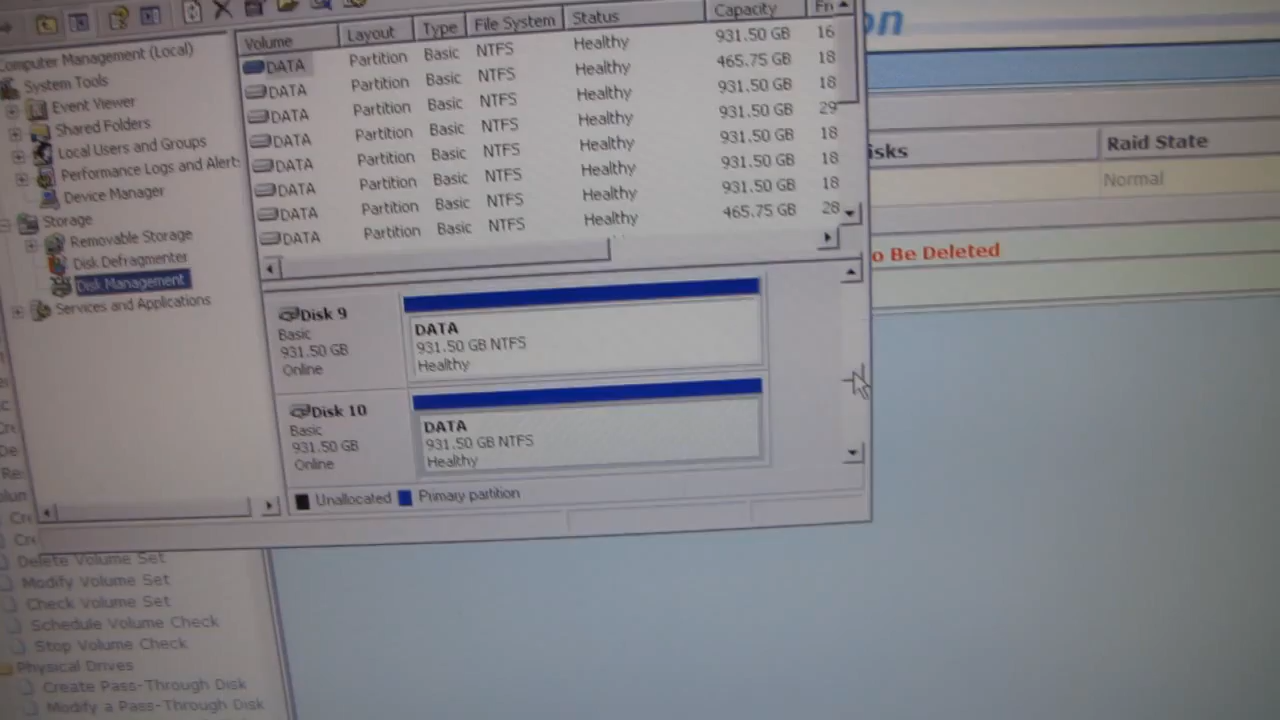 Computer Management (Local)
System Tools
Event Viewer
Shared Folders
Local Users and Groups
Performance Logs and Alert
Device Manager
Storage
Removable Storage
Disk Defragmenter
Disk Management
Services and Applications
Volume Layout Type File System Status Capacity
DATA Partition Basic NTFS Healthy 931.50 GB 16
DATA Partition Basic NTFS Healthy 465.75 GB 18
DATA Partition Basic NTFS Healthy 931.50 GB 18
DATA Partition Basic NTFS Healthy 931.50 GB 29
DATA Partition Basic NTFS Healthy 931.50 GB 18
DATA Partition Basic NTFS Healthy 931.50 GB 18
DATA Partition Basic NTFS Healthy 931.50 GB 18
DATA Partition Basic NTFS Healthy 465.75 GB 28
Disk 9
Basic
931.50 GB
Online
DATA
931.50 GB NTFS
Healthy
Disk 10
Basic
931.50 GB
Online
DATA
931.50 GB NTFS
Healthy
Unallocated Primary partition
on
isks Raid State
Normal
o Be Deleted
Delete Volume Set
Modify Volume Set
Check Volume Set
Schedule Volume Check
Stop Volume Check
Physical Drives
Create Pass-Through Disk
Modify a Pass-Through Disk